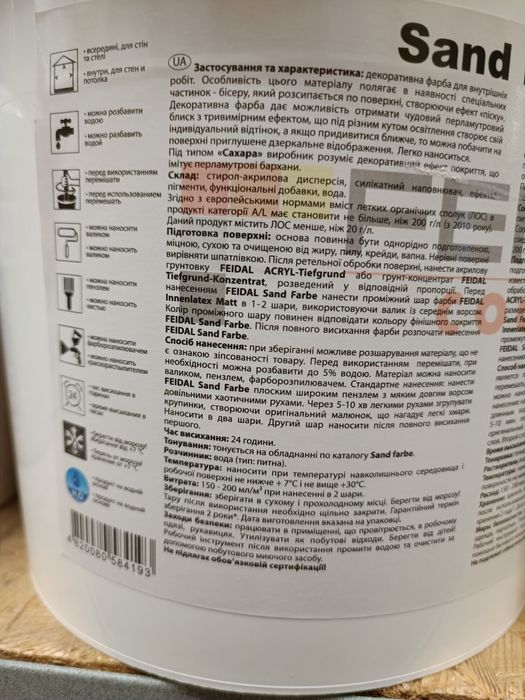 Sand
• всередині, для стін та стелі
• внутри, для стен и потолка
• можна розбавити водою
• можно разбавить водой
• перед використанням перемішати
• перед использованием перемешать
• можна наносити валиком
• можно наносить валиком
• можна наносити пензлем
• можно наносить кистью
• можна наносити фарборозпилювачем
• можно наносить краскораспылителем
• час висихання в годинах
• время высыхания в часах
24
• Берегти від морозу!
• продукт на водній основі
• продукт на водной основе
H₂O
4820080584193
UA
Застосування та характеристика: декоративна фарба для внутрішніх
робіт. Особливість цього матеріалу полягає в наявності спеціальних
частинок - бісеру, який розсипається по поверхні, створюючи ефект «піску».
Декоративна фарба дає можливість отримати чудовий перламутровий
блиск з тривимірним ефектом, що під різним кутом освітлення створює свій
індивідуальний відтінок, а якщо придивитися ближче, то можна побачити на
поверхні приглушене дзеркальне відображення. Легко наноситься.
Під типом «Сахара» виробник розуміє декоративний ефект покриття, що
імітує перламутрові бархани.
Склад: стирол-акрилова дисперсія, силікатний наповнювач, ефектні
пігменти, функціональні добавки, вода.
Згідно з європейськими нормами вміст летких органічних сполук (ЛОС) в
продукті категорії A/L має становити не більше, ніж 200 г/л (з 2010 року).
Даний продукт містить ЛОС менше, ніж 20 г/л.
Підготовка поверхні: основа повинна бути однорідно підготовленою,
міцною, сухою та очищеною від жиру, пилу, крейди, вапна. Нерівні поверхні
вирівняти шпатлівкою. Після ретельної обробки поверхні, нанести акрилову
грунтовку FEIDAL ACRYL-Tiefgrund або грунт-концентрат FEIDAL
Tiefgrund-Konzentrat, розведений у відповідній пропорції. Перед
нанесенням FEIDAL Sand Farbe нанести проміжний шар фарби FEIDAL
Innenlatex Matt в 1-2 шари, використовуючи валик із середнім ворсом.
Колір проміжного шару повинен відповідати кольору фінішного покриття
FEIDAL Sand Farbe. Після повного висихання фарби розпочати нанесення
FEIDAL Sand Farbe.
Спосіб нанесення: при зберіганні можливе розшарування матеріалу, що не
є ознакою зіпсованого товару. Перед використанням перемішати, при
необхідності можна розбавити до 5% водою. Матеріал можна наносити
валиком, пензлем, фарборозпилювачем. Стандартне нанесення: нанести
FEIDAL Sand Farbe плоским широким пензлем з мяким довгим ворсом
довільними хаотичними рухами. Через 5-10 хв легкими рухами згрупувати
Крупинки, створюючи оригінальний малюнок, що нагадує легкі хмари.
Наносити в два шари. Другий шар наносити після повного висихання
першого.
Час висихання: 24 години.
Тонування: тонується на обладнанні по каталогу Sand farbe.
Розчинник: вода (тип: питна).
Температура: наносити при температурі навколишнього середовища і
робочої поверхні не нижче + 7°С і не вище +30°С.
Витрата: 150 - 200 мл/м² при нанесенні в 2 шари.
Зберігання: зберігати в сухому і прохолодному місці. Берегти від морозу!
Тару після використання необхідно щільно закрити. Гарантійний термін
зберігання 2 роки*. Дата виготовлення вказана на упаковці.
Заходи безпеки: працювати в приміщенні, що провітрюється, в робочому
одязі, рукавицях. Утилізувати як побутові відходи. Берегти від дітей!
Робочий інструмент після використання промити водою та очистити за
допомогою побутового миючого засобу.
Не підлягає обов'язковій сертифікації!